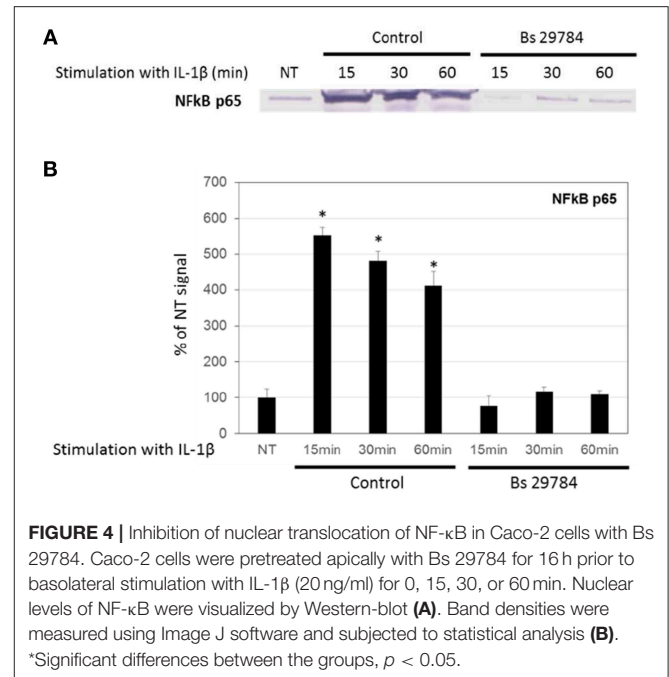 A
Control Bs 29784
Stimulation with IL-1β (min) NT 15 30 60 15 30 60
NFkB p65
B
700
600
500
400
300
200
100
0
% of NT signal
NFkB p65
* * *
Stimulation with IL-1β NT 15min 30min 60min 15min 30min 60min
Control Bs 29784
FIGURE 4 | Inhibition of nuclear translocation of NF-κB in Caco-2 cells with Bs
29784. Caco-2 cells were pretreated apically with Bs 29784 for 16 h prior to
basolateral stimulation with IL-1β (20 ng/ml) for 0, 15, 30, or 60 min. Nuclear
levels of NF-κB were visualized by Western-blot (A). Band densities were
measured using Image J software and subjected to statistical analysis (B).
*Significant differences between the groups, p < 0.05.